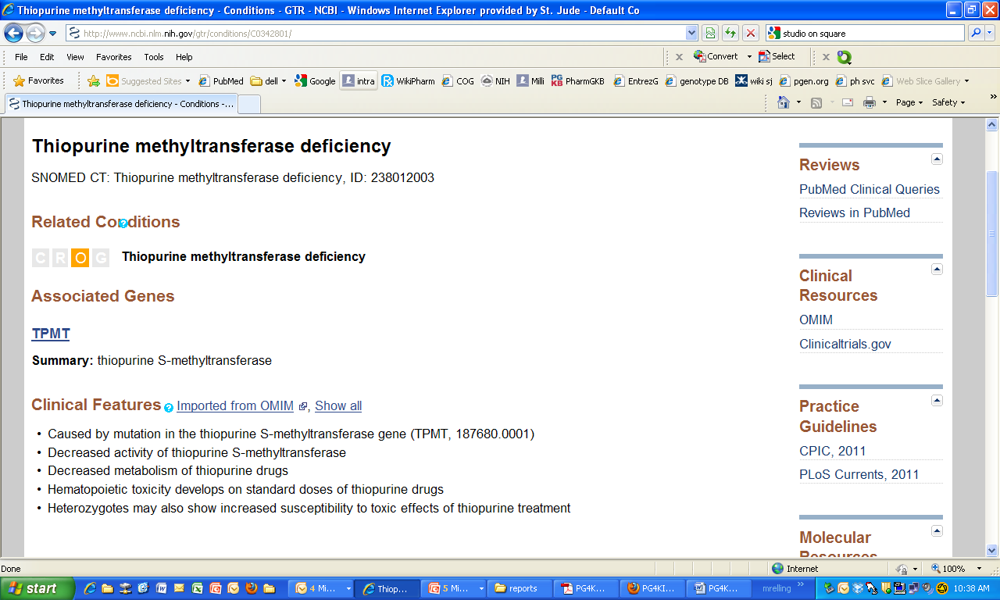 Thiopurine methyltransferase deficiency - Conditions - GTR - NCBI - Windows Internet Explorer provided by St. Jude - Default Co
http://www.ncbi.nlm.nih.gov/gtr/conditions/C0342801/
studio on square
File Edit View Favorites Tools Help
x Convert Select x
Favorites Suggested Sites PubMed dell Google intra WikiPharm COG NIH Milli PharmGKB EntrezG genotype DB wiki sj pgen.org ph svc Web Slice Gallery »
Thiopurine methyltransferase deficiency - Conditions -...
Page Safety »
Thiopurine methyltransferase deficiency
SNOMED CT: Thiopurine methyltransferase deficiency, ID: 238012003
Related Conditions
C R O G Thiopurine methyltransferase deficiency
Associated Genes
TPMT
Summary: thiopurine S-methyltransferase
Clinical Features ? Imported from OMIM , Show all
• Caused by mutation in the thiopurine S-methyltransferase gene (TPMT, 187680.0001)
• Decreased activity of thiopurine S-methyltransferase
• Decreased metabolism of thiopurine drugs
• Hematopoietic toxicity develops on standard doses of thiopurine drugs
• Heterozygotes may also show increased susceptibility to toxic effects of thiopurine treatment
Reviews
PubMed Clinical Queries
Reviews in PubMed
Clinical
Resources
OMIM
Clinicaltrials.gov
Practice
Guidelines
CPIC, 2011
PLoS Currents, 2011
Molecular
Resources
Done Internet 100%
start 4 Mi... Thiop... 5 Mi... reports PG4K... PG4KI... PG4K... mrelling » 10:38 AM